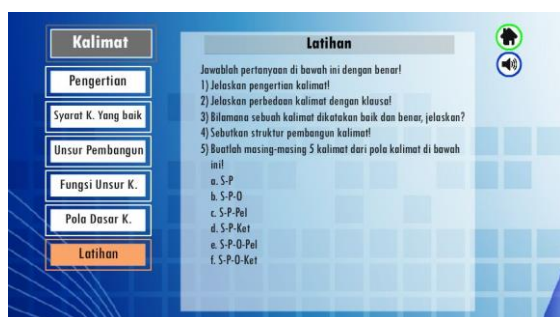 Kalimat
Pengertian
Syarat K. Yang baik
Unsur Pembangun
Fungsi Unsur K.
Pola Dasar K.
Latihan
Latihan
Jawablah pertanyaan di bawah ini dengan benar!
1) Jelaskan pengertian kalimat!
2) Jelaskan perbedaan kalimat dengan klausa!
3) Bilamana sebuah kalimat dikatakan baik dan benar, jelaskan?
4) Sebutkan struktur pembangun kalimat!
5) Buatlah masing-masing 5 kalimat dari pola kalimat di bawah
ini!
a. S-P
b. S-P-O
c. S-P-Pel
d. S-P-Ket
e. S-P-O-Pel
f. S-P-O-Ket